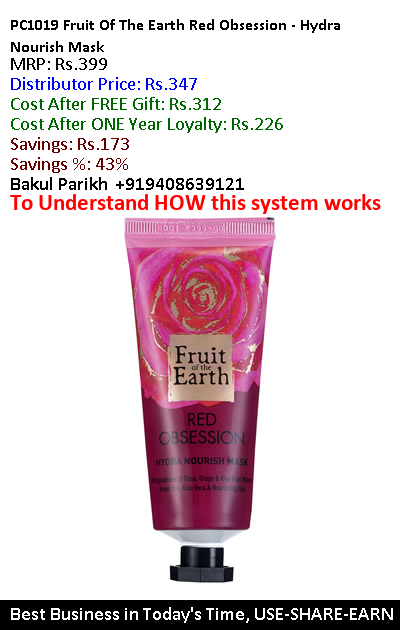 PC1019 Fruit Of The Earth Red Obsession - Hydra
Nourish Mask
MRP: Rs.399
Distributor Price: Rs.347
Cost After FREE Gift: Rs.312
Cost After ONE Year Loyalty: Rs.226
Savings: Rs.173
Savings %: 43%
Bakul Parikh +919408639121
To Understand HOW this system works
Fruit
of the
Earth
RED
OBSESSION
HYDRA NOURISH MASK
Best Business in Today's Time, USE-SHARE-EARN